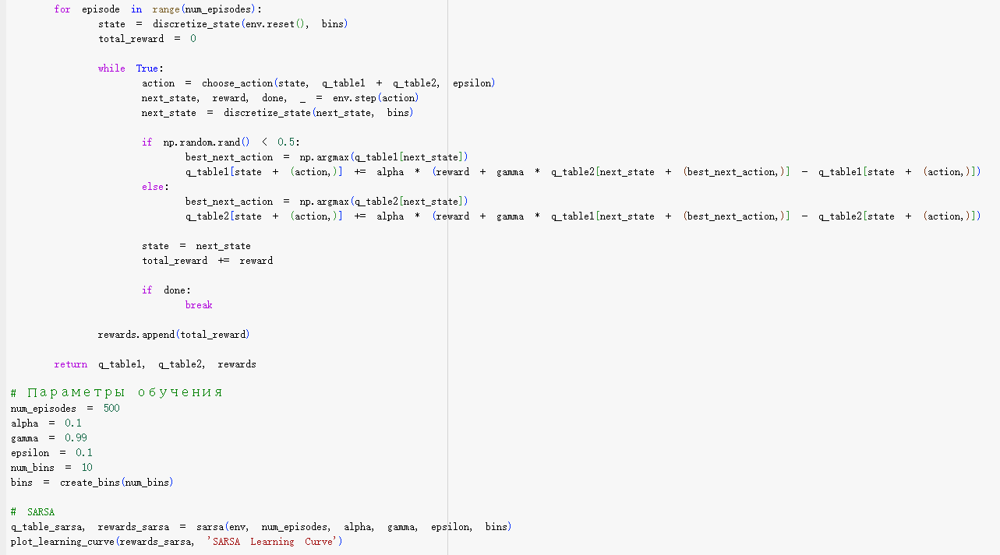 for episode in range(num_episodes):
state = discretize_state(env.reset(), bins)
total_reward = 0
while True:
action = choose_action(state, q_table1 + q_table2, epsilon)
next_state, reward, done, _ = env.step(action)
next_state = discretize_state(next_state, bins)
if np.random.rand() < 0.5:
best_next_action = np.argmax(q_table1[next_state])
q_table1[state + (action,)] += alpha * (reward + gamma * q_table2[next_state + (best_next_action,)] - q_table1[state + (action,)])
else:
best_next_action = np.argmax(q_table2[next_state])
q_table2[state + (action,)] += alpha * (reward + gamma * q_table1[next_state + (best_next_action,)] - q_table2[state + (action,)])
state = next_state
total_reward += reward
if done:
break
rewards.append(total_reward)
return q_table1, q_table2, rewards
# Параметры обучения
num_episodes = 500
alpha = 0.1
gamma = 0.99
epsilon = 0.1
num_bins = 10
bins = create_bins(num_bins)
# SARSA
q_table_sarsa, rewards_sarsa = sarsa(env, num_episodes, alpha, gamma, epsilon, bins)
plot_learning_curve(rewards_sarsa, 'SARSA Learning Curve')